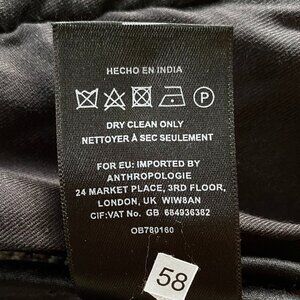 HECHO EN INDIA
P
DRY CLEAN ONLY
NETTOYER À SEC SEULEMENT
FOR EU: IMPORTED BY
ANTHROPOLOGIE
24 MARKET PLACE, 3RD FLOOR,
LONDON, UK WIW8AN
CIF:VAT No. GB 684936382
OB780160
58